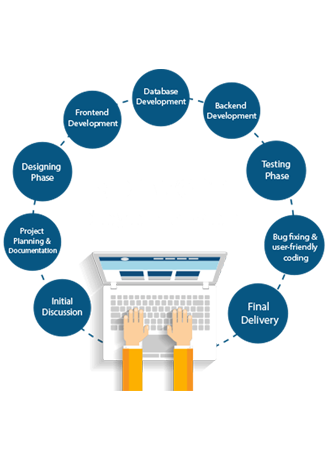 Database
Development
Frontend
Development
Backend
Development
Designing
Phase
Testing
Phase
Project
Planning &
Documentation
Bug fixing &
user-friendly
coding
Initial
Discussion
Final
Delivery